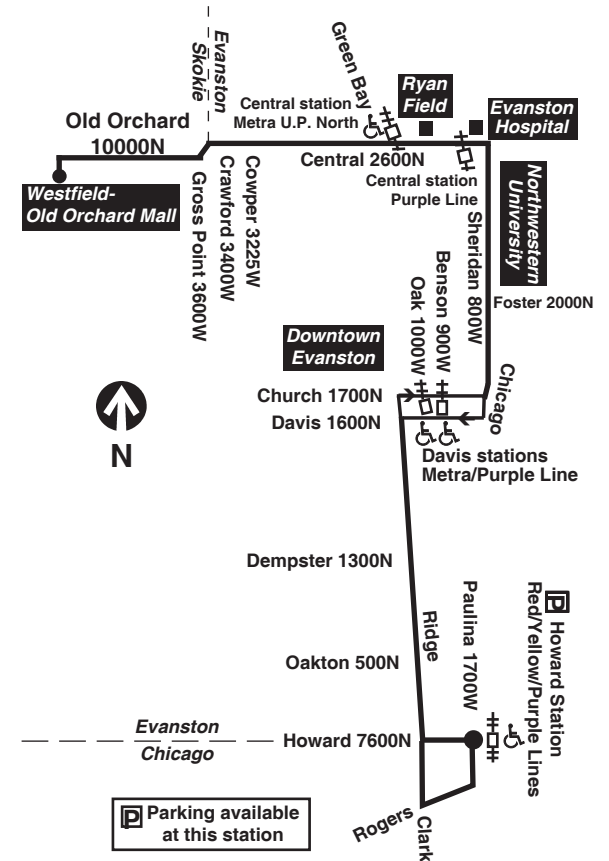 Evanston
Skokie
Green Bay
Ryan
Field
Evanston
Hospital
Central station
Metra U.P. North
Old Orchard
10000N
Central 2600N
Central station
Purple Line
Westfield-
Old Orchard Mall
Gross Point 3600W
Crawford 3400W
Cowper 3225W
Northwestern
University
Sheridan 800W
Foster 2000N
Benson 900W
Oak 1000W
Downtown
Evanston
Church 1700N
Davis 1600N
Chicago
Davis stations
Metra/Purple Line
N
Dempster 1300N
Ridge
Paulina 1700W
P Howard Station
Red/Yellow/Purple Lines
Oakton 500N
Evanston
Chicago
Howard 7600N
Rogers
Clark
P Parking available
at this station